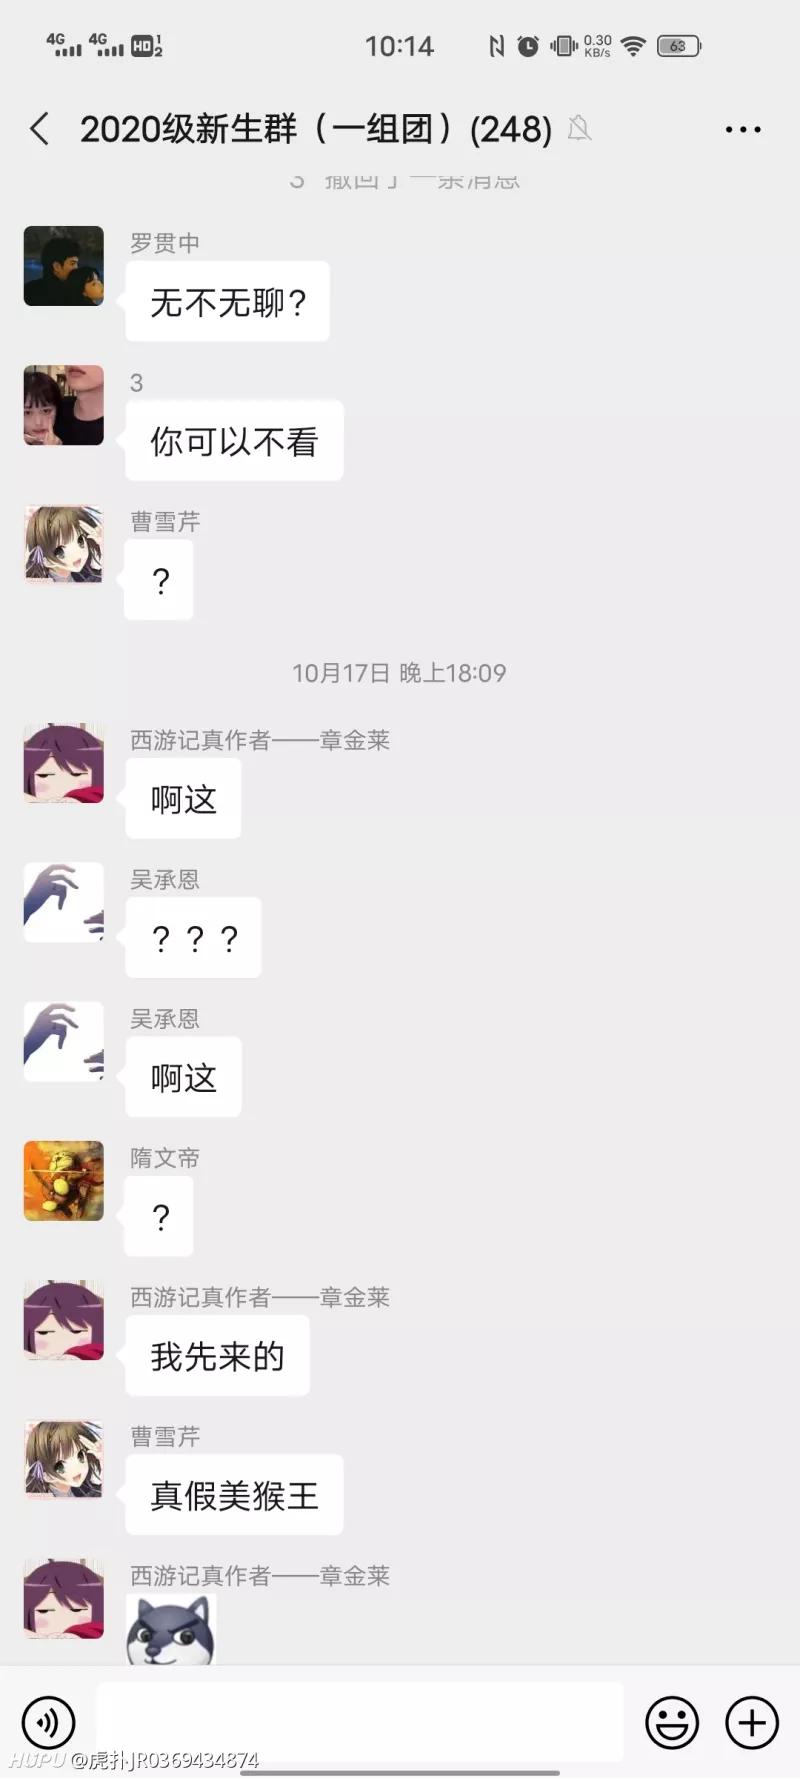 4G 4G HD 1 2 10:14 0.30 KB/s 63
2020级新生群（一组团）(248)
3 撤回了一条消息
罗贯中
无不无聊？
3
你可以不看
曹雪芹
？
10月17日 晚上18:09
西游记真作者——章金莱
啊这
吴承恩
？？？
吴承恩
啊这
隋文帝
？
西游记真作者——章金莱
我先来的
曹雪芹
真假美猴王
西游记真作者——章金莱
HUPU @虎扑JR0369434874